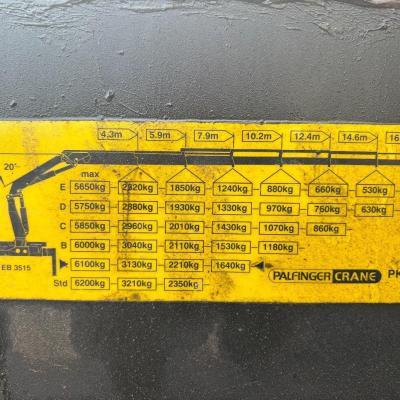 4.3m 5.9m 7.9m 10.2m 12.4m 14.6m 16
20°
max
E 5650kg 2820kg 1850kg 1240kg 880kg 660kg 530kg
D 5750kg 2880kg 1930kg 1330kg 970kg 760kg 630kg
C 5850kg 2960kg 2010kg 1430kg 1070kg 860kg
B 6000kg 3040kg 2110kg 1530kg 1180kg
EB 3515 6100kg 3130kg 2210kg 1640kg
PALFINGER CRANE PK
Std 6200kg 3210kg 2350kg